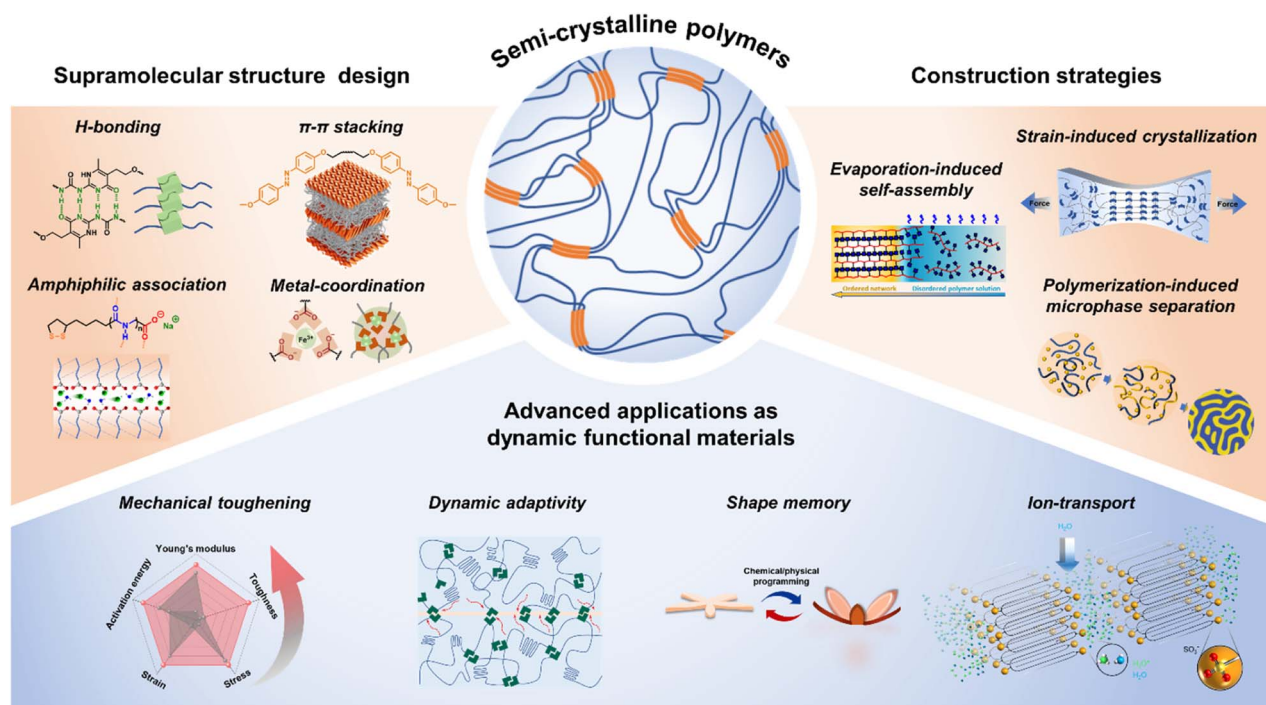 Semi-crystalline polymers
Supramolecular structure design
Construction strategies
H-bonding
π-π stacking
Amphiphilic association
Metal-coordination
Fe³⁺
Na⊕
Evaporation-induced
self-assembly
Ordered network
Disordered polymer solution
Strain-induced crystallization
Force
Force
Polymerization-induced
microphase separation
Advanced applications as
dynamic functional materials
Mechanical toughening
Young's modulus
Activation energy
Toughness
Strain
Stress
Dynamic adaptivity
Shape memory
Chemical/physical
programming
Ion-transport
H₂O
H₂O
SO₃⁻